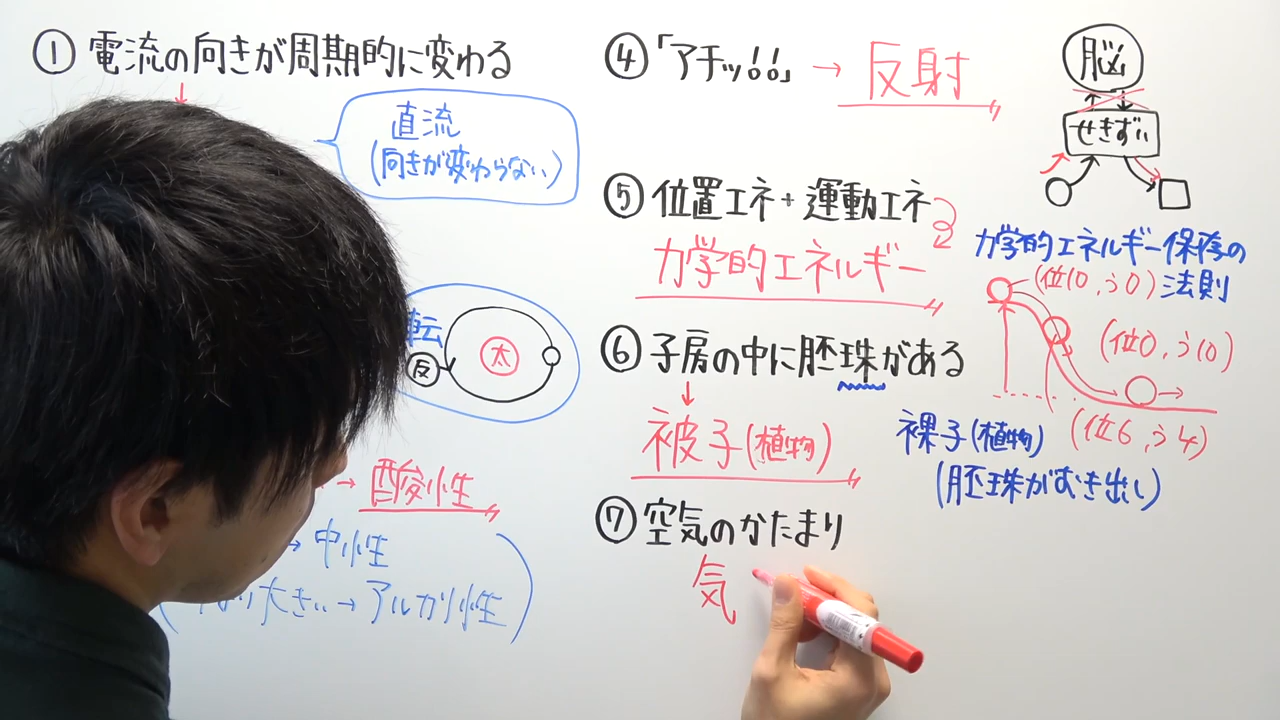 ① 電流の向きが周期的に変わる
↓
直流
(向きが変わらない)
転
反
太
→ 酸性
→ 中性
大きい → アルカリ性
④ 「アチッ!!」 → 反射
脳
せきずい
⑤ 位置エネ + 運動エネ
力学的エネルギー
力学的エネルギー保存の
法則
(位10, う0)
(位0, う10)
(位6, う4)
⑥ 子房の中に胚珠がある
↓
被子(植物)
裸子(植物)
(胚珠がむき出し)
⑦ 空気のかたまり
気